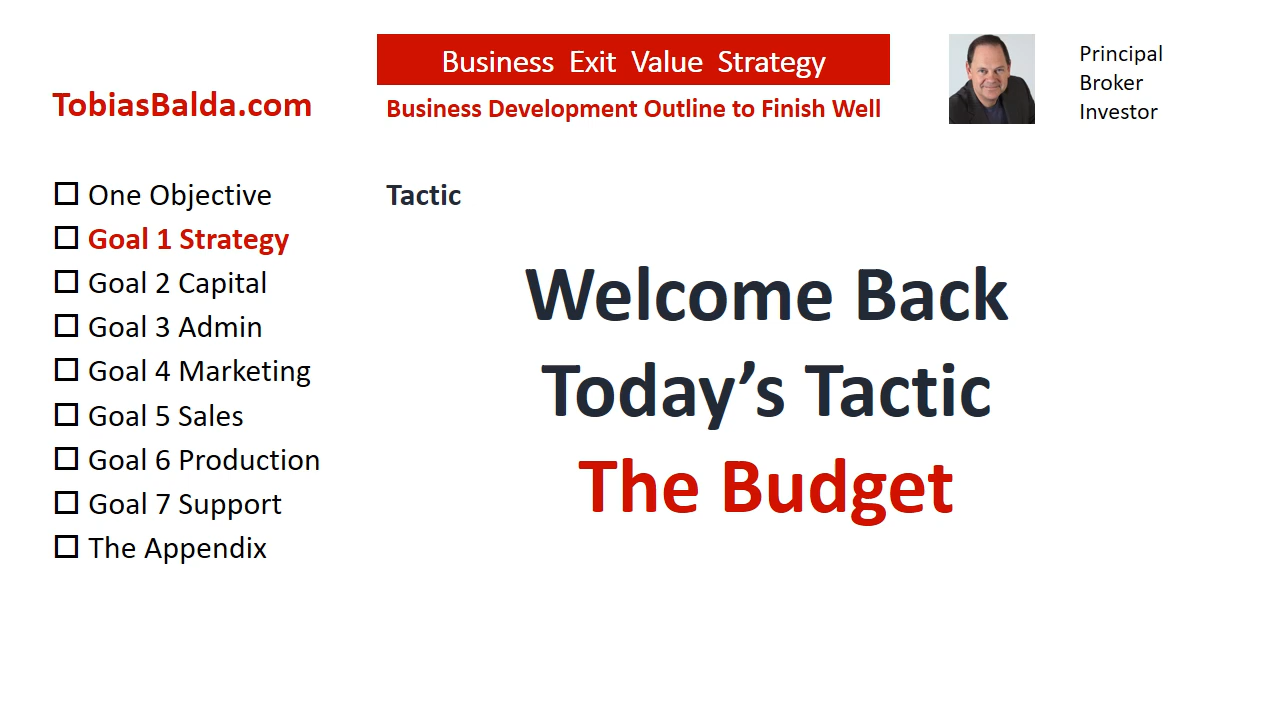 Business Exit Value Strategy
TobiasBalda.com
Business Development Outline to Finish Well
Principal
Broker
Investor
One Objective
Goal 1 Strategy
Goal 2 Capital
Goal 3 Admin
Goal 4 Marketing
Goal 5 Sales
Goal 6 Production
Goal 7 Support
The Appendix
Tactic
Welcome Back
Today’s Tactic
The Budget